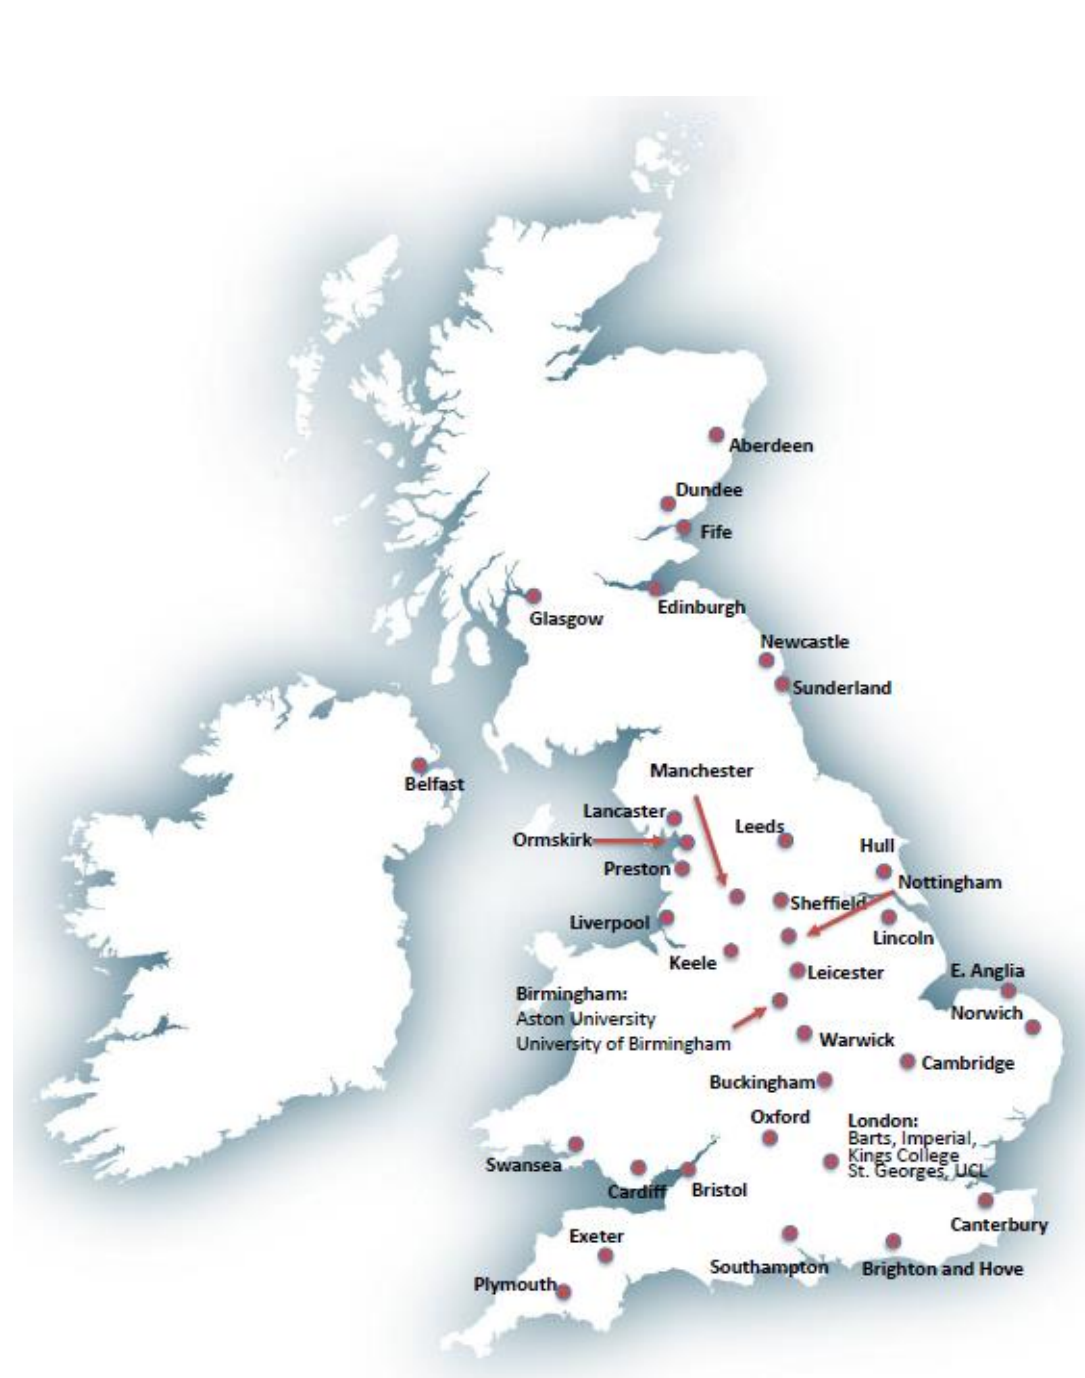 Aberdeen
Dundee
Fife
Edinburgh
Glasgow
Newcastle
Sunderland
Belfast
Manchester
Lancaster
Leeds
Ormskirk
Hull
Preston
Nottingham
Sheffield
Liverpool
Lincoln
Keele
Leicester
E. Anglia
Birmingham:
Aston University
University of Birmingham
Norwich
Warwick
Cambridge
Buckingham
Oxford
London:
Barts, Imperial,
Kings College
St. Georges, UCL
Swansea
Cardiff
Bristol
Canterbury
Exeter
Southampton
Brighton and Hove
Plymouth